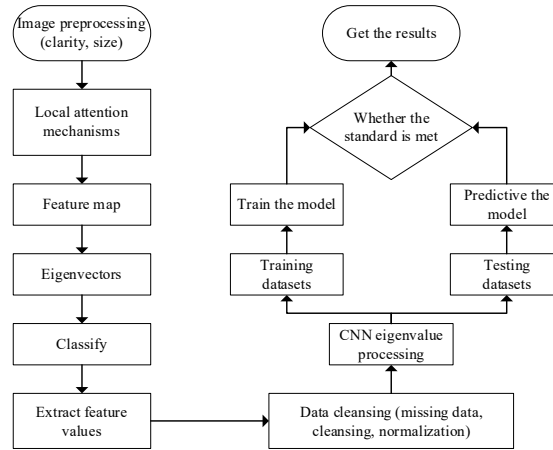 Image preprocessing
(clarity, size)
Local attention
mechanisms
Feature map
Eigenvectors
Classify
Extract feature
values
Data cleansing (missing data,
cleansing, normalization)
CNN eigenvalue
processing
Training
datasets
Testing
datasets
Train the model
Predictive the
model
Whether the
standard is met
Get the results